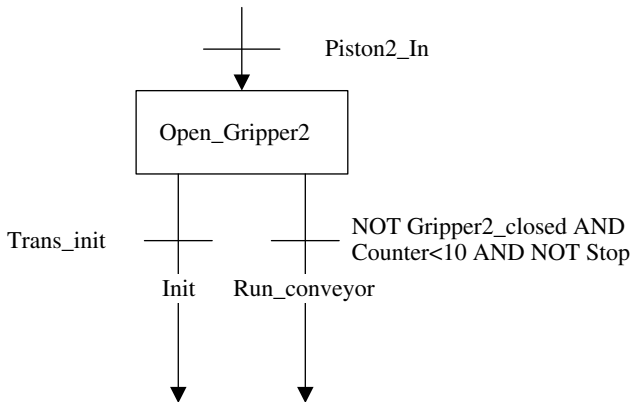 Piston2_In
Open_Gripper2
Trans_init
NOT Gripper2_closed AND
Counter<10 AND NOT Stop
Init
Run_conveyor